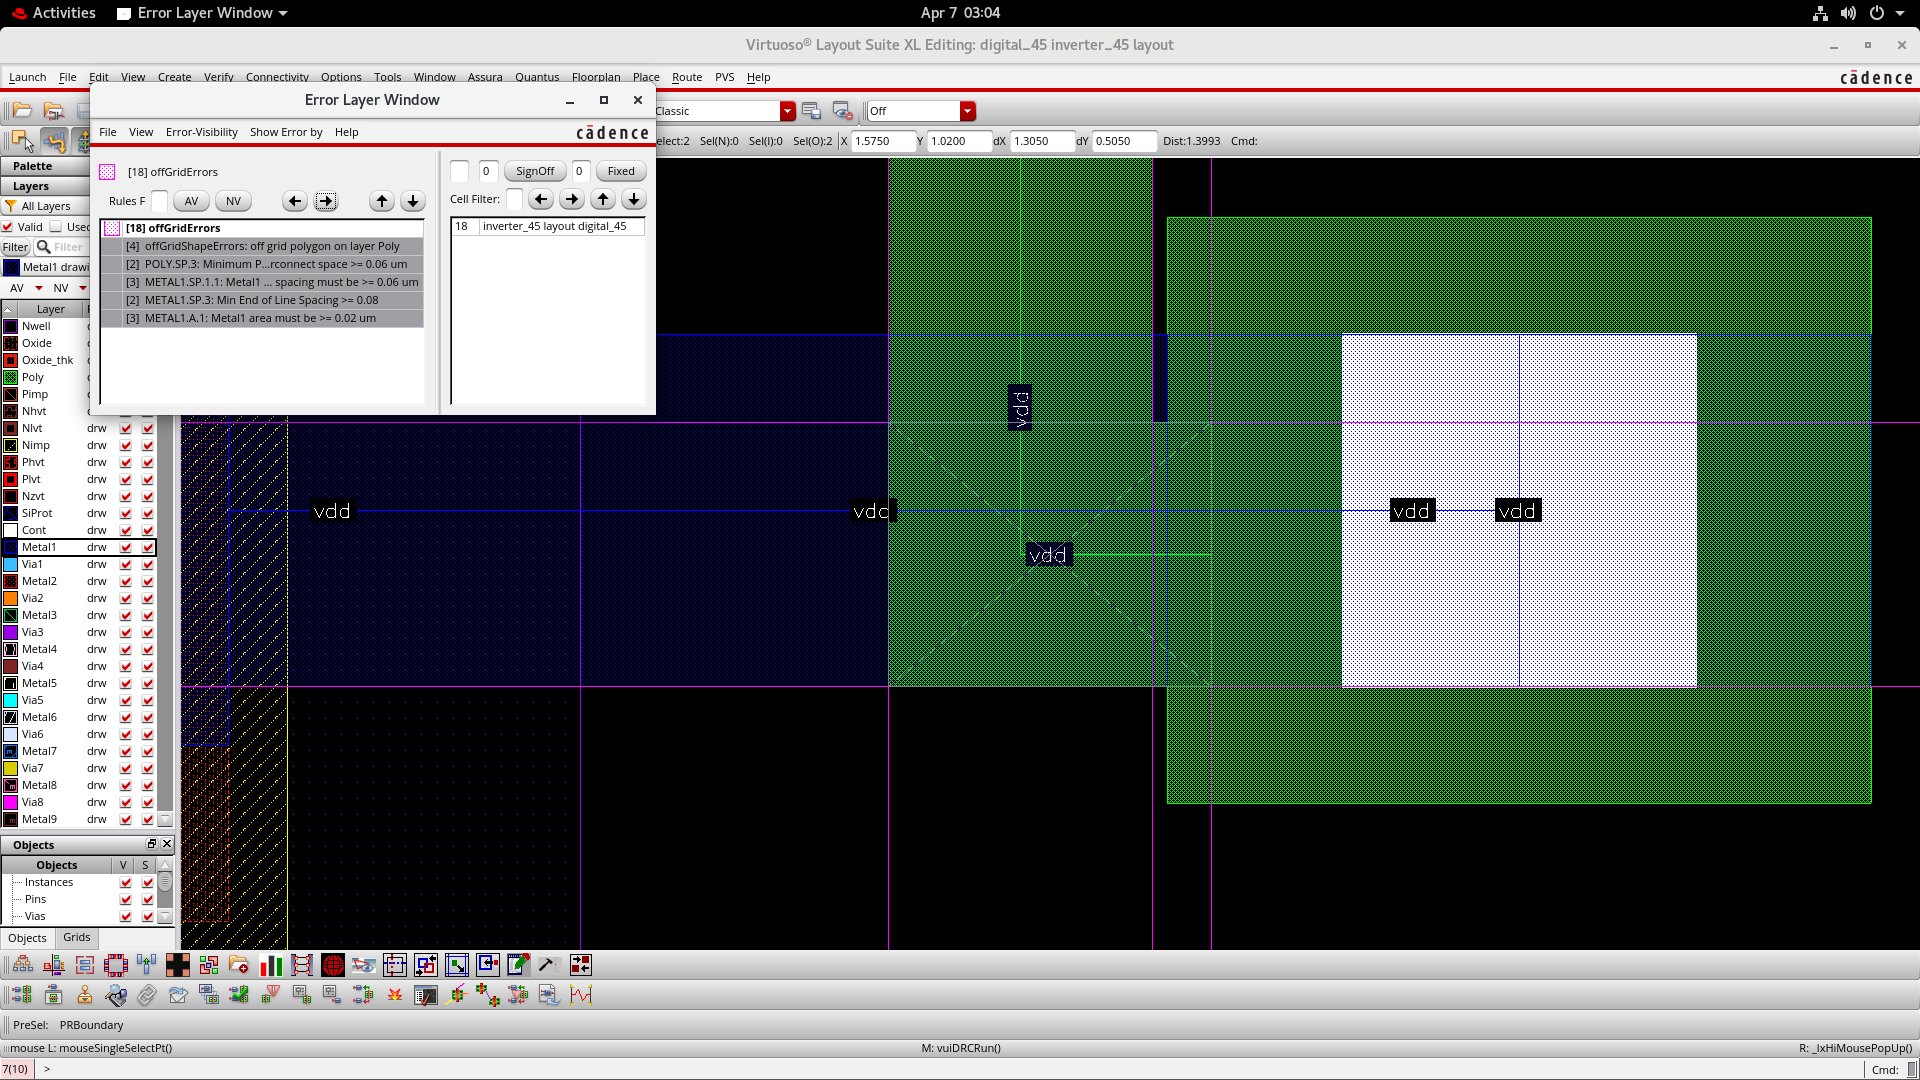 Activities
Error Layer Window
Apr 7 03:04
Virtuoso® Layout Suite XL Editing: digital_45 inverter_45 layout
Launch File Edit View Create Verify Connectivity Options Tools Window Assura Quantus Floorplan Place Route PVS Help
cādence
Classic
Off
elect:2 Sel(N):0 Sel(I):0 Sel(O):2 X 1.5750 Y 1.0200 dX 1.3050 dY 0.5050 Dist:1.3993 Cmd:
Error Layer Window
File View Error-Visibility Show Error by Help
cādence
[18] offGridErrors
0 SignOff 0 Fixed
Rules F AV NV
Cell Filter:
[18] offGridErrors
[4] offGridShapeErrors: off grid polygon on layer Poly
[2] POLY.SP.3: Minimum P...rconnect space >= 0.06 um
[3] METAL1.SP.1.1: Metal1 ... spacing must be >= 0.06 um
[2] METAL1.SP.3: Min End of Line Spacing >= 0.08
[3] METAL1.A.1: Metal1 area must be >= 0.02 um
18 inverter_45 layout digital_45
Palette
Layers
All Layers
Valid Used
Filter Filter
Metal1 drawi
AV NV
Layer
Nwell
Oxide
Oxide_thk
Poly
Pimp
Nhvt
Nlvt drw
Nimp drw
Phvt drw
Plvt drw
Nzvt drw
SiProt drw
Cont drw
Metal1 drw
Via1 drw
Metal2 drw
Via2 drw
Metal3 drw
Via3 drw
Metal4 drw
Via4 drw
Metal5 drw
Via5 drw
Metal6 drw
Via6 drw
Metal7 drw
Via7 drw
Metal8 drw
Via8 drw
Metal9 drw
Objects
Objects V S
Instances
Pins
Vias
Objects Grids
vdd
vdd
vdd
vdd
vdd
vdd
PreSel: PRBoundary
mouse L: mouseSingleSelectPt()
M: vuiDRCRun()
R: _lxHiMousePopUp()
7(10) >
Cmd: